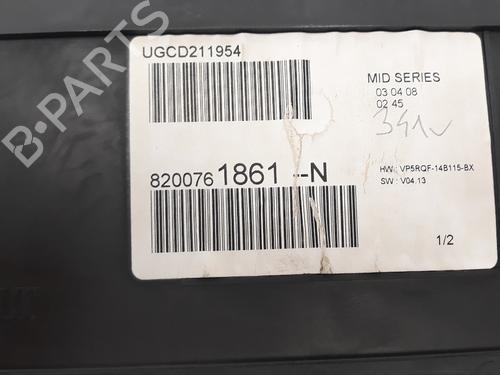 B-PARTS
UGCD211954
MID SERIES
03 04 08
02 45
HW : VP5RQF-14B115-BX
SW : V04.13
8200761861 --N
1/2